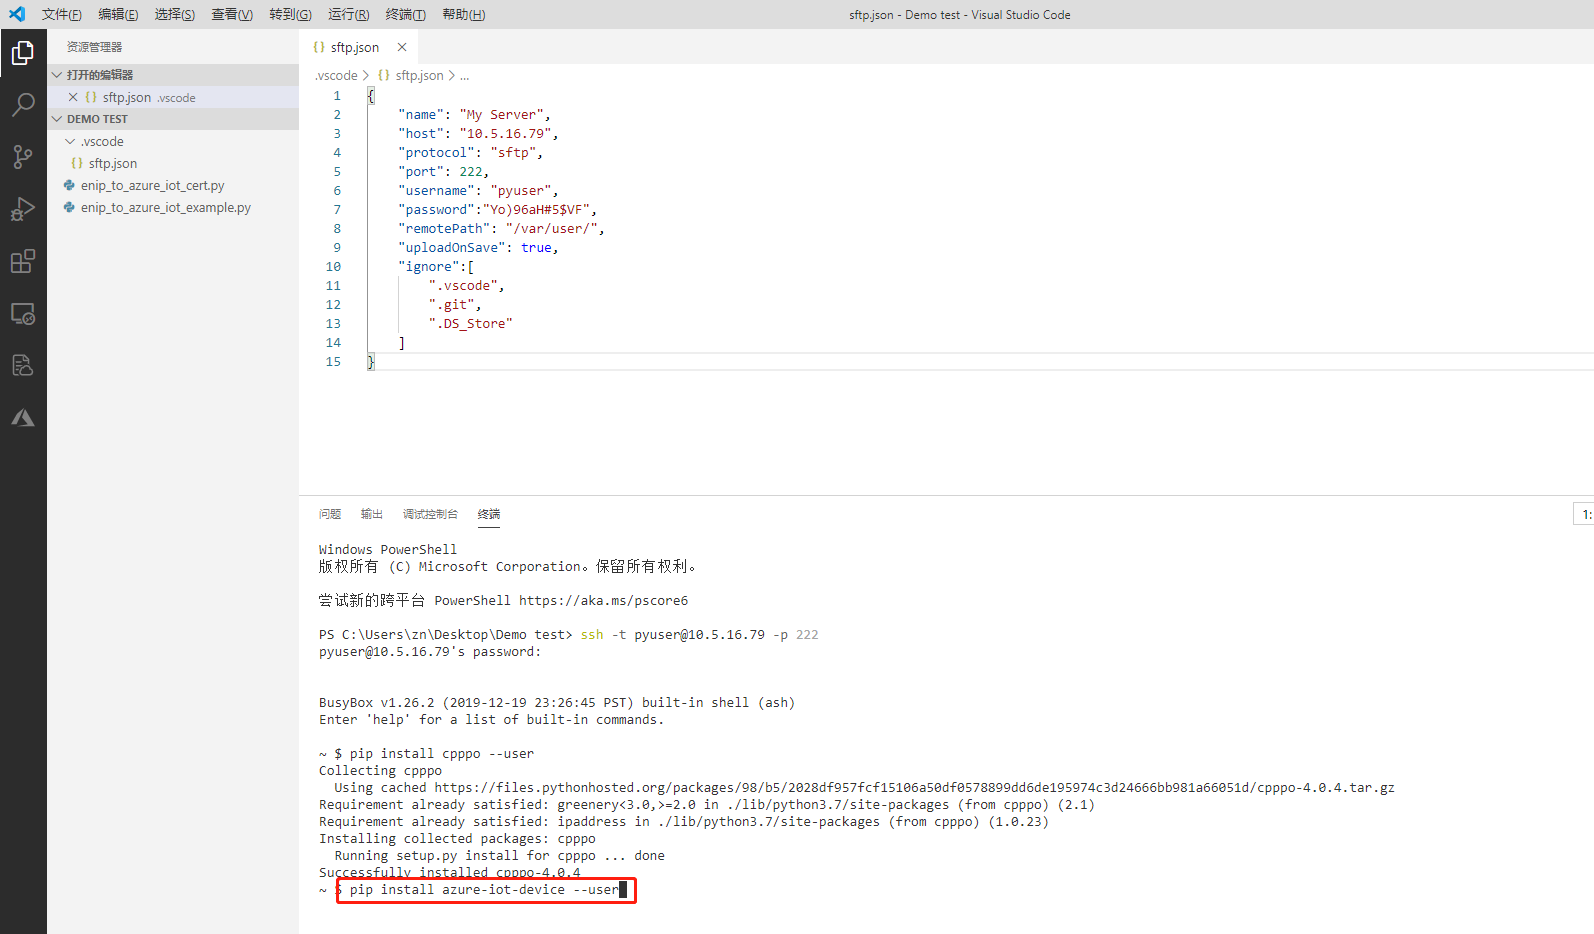 文件(F) 编辑(E) 选择(S) 查看(V) 转到(G) 运行(R) 终端(T) 帮助(H)
sftp.json - Demo test - Visual Studio Code
资源管理器
打开的编辑器
sftp.json .vscode
DEMO TEST
.vscode
{} sftp.json
enip_to_azure_iot_cert.py
enip_to_azure_iot_example.py
{} sftp.json
.vscode > {} sftp.json > ...
1 {
2 "name": "My Server",
3 "host": "10.5.16.79",
4 "protocol": "sftp",
5 "port": 222,
6 "username": "pyuser",
7 "password":"Yo)96aH#5$VF",
8 "remotePath": "/var/user/",
9 "uploadOnSave": true,
10 "ignore":[
11 ".vscode",
12 ".git",
13 ".DS_Store"
14 ]
15 }
问题 输出 调试控制台 终端
1:
Windows PowerShell
版权所有 (C) Microsoft Corporation。保留所有权利。
尝试新的跨平台 PowerShell https://aka.ms/pscore6
PS C:\Users\zn\Desktop\Demo test> ssh -t pyuser@10.5.16.79 -p 222
pyuser@10.5.16.79's password:
BusyBox v1.26.2 (2019-12-19 23:26:45 PST) built-in shell (ash)
Enter 'help' for a list of built-in commands.
~ $ pip install cpppo --user
Collecting cpppo
Using cached https://files.pythonhosted.org/packages/98/b5/2028df957fcf15106a50df0578899dd6de195974c3d24666bb981a66051d/cpppo-4.0.4.tar.gz
Requirement already satisfied: greenery<3.0,>=2.0 in ./lib/python3.7/site-packages (from cpppo) (2.1)
Requirement already satisfied: ipaddress in ./lib/python3.7/site-packages (from cpppo) (1.0.23)
Installing collected packages: cpppo
Running setup.py install for cpppo ... done
Successfully installed cpppo-4.0.4
~ $ pip install azure-iot-device --user